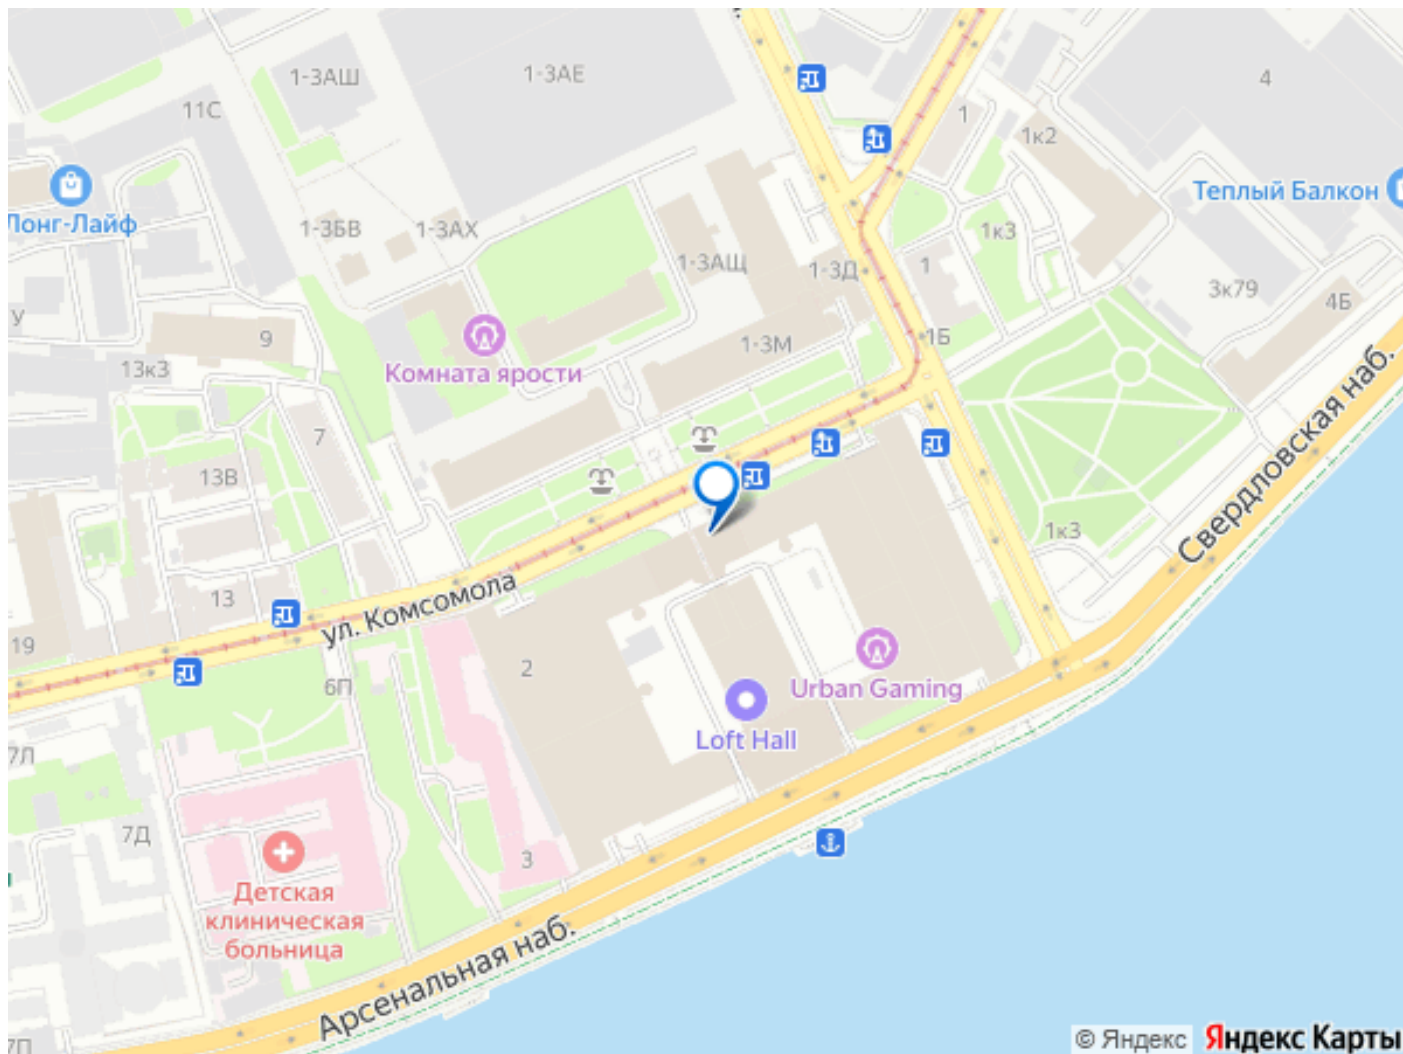 1-3АШ
1-3АЕ
4
11С
1
1к2
Лонг-Лайф
Теплый Балкон
1-3БВ
1-3АХ
1к3
1-3АЩ
1-3Д
1
3к79
4Б
У
9
1-3М
1Б
13к3
Комната ярости
7
13В
Свердловская наб.
1к3
13
ул. Комсомола
19
2
6П
Urban Gaming
Loft Hall
7Л
7Д
3
Детская
клиническая
больница
Арсенальная наб.
7П
© Яндекс Яндекс Карты